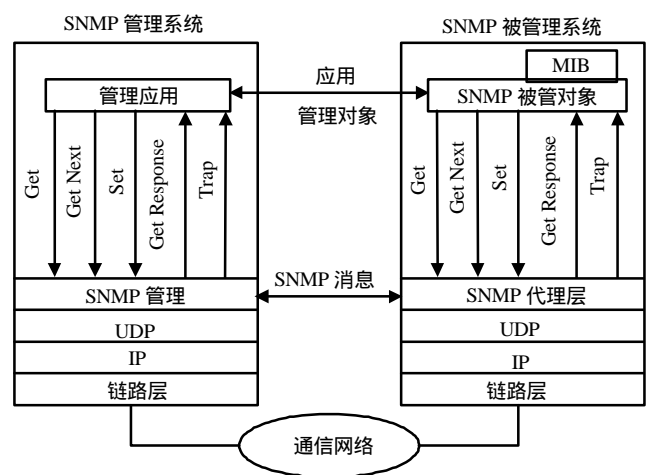 SNMP 管理系统
SNMP 被管理系统
MIB
管理应用
应用
管理对象
SNMP 被管对象
Get
Get Next
Set
Get Response
Trap
Get
Get Next
Set
Get Response
Trap
SNMP 管理
SNMP 消息
SNMP 代理层
UDP
UDP
IP
IP
链路层
链路层
通信网络